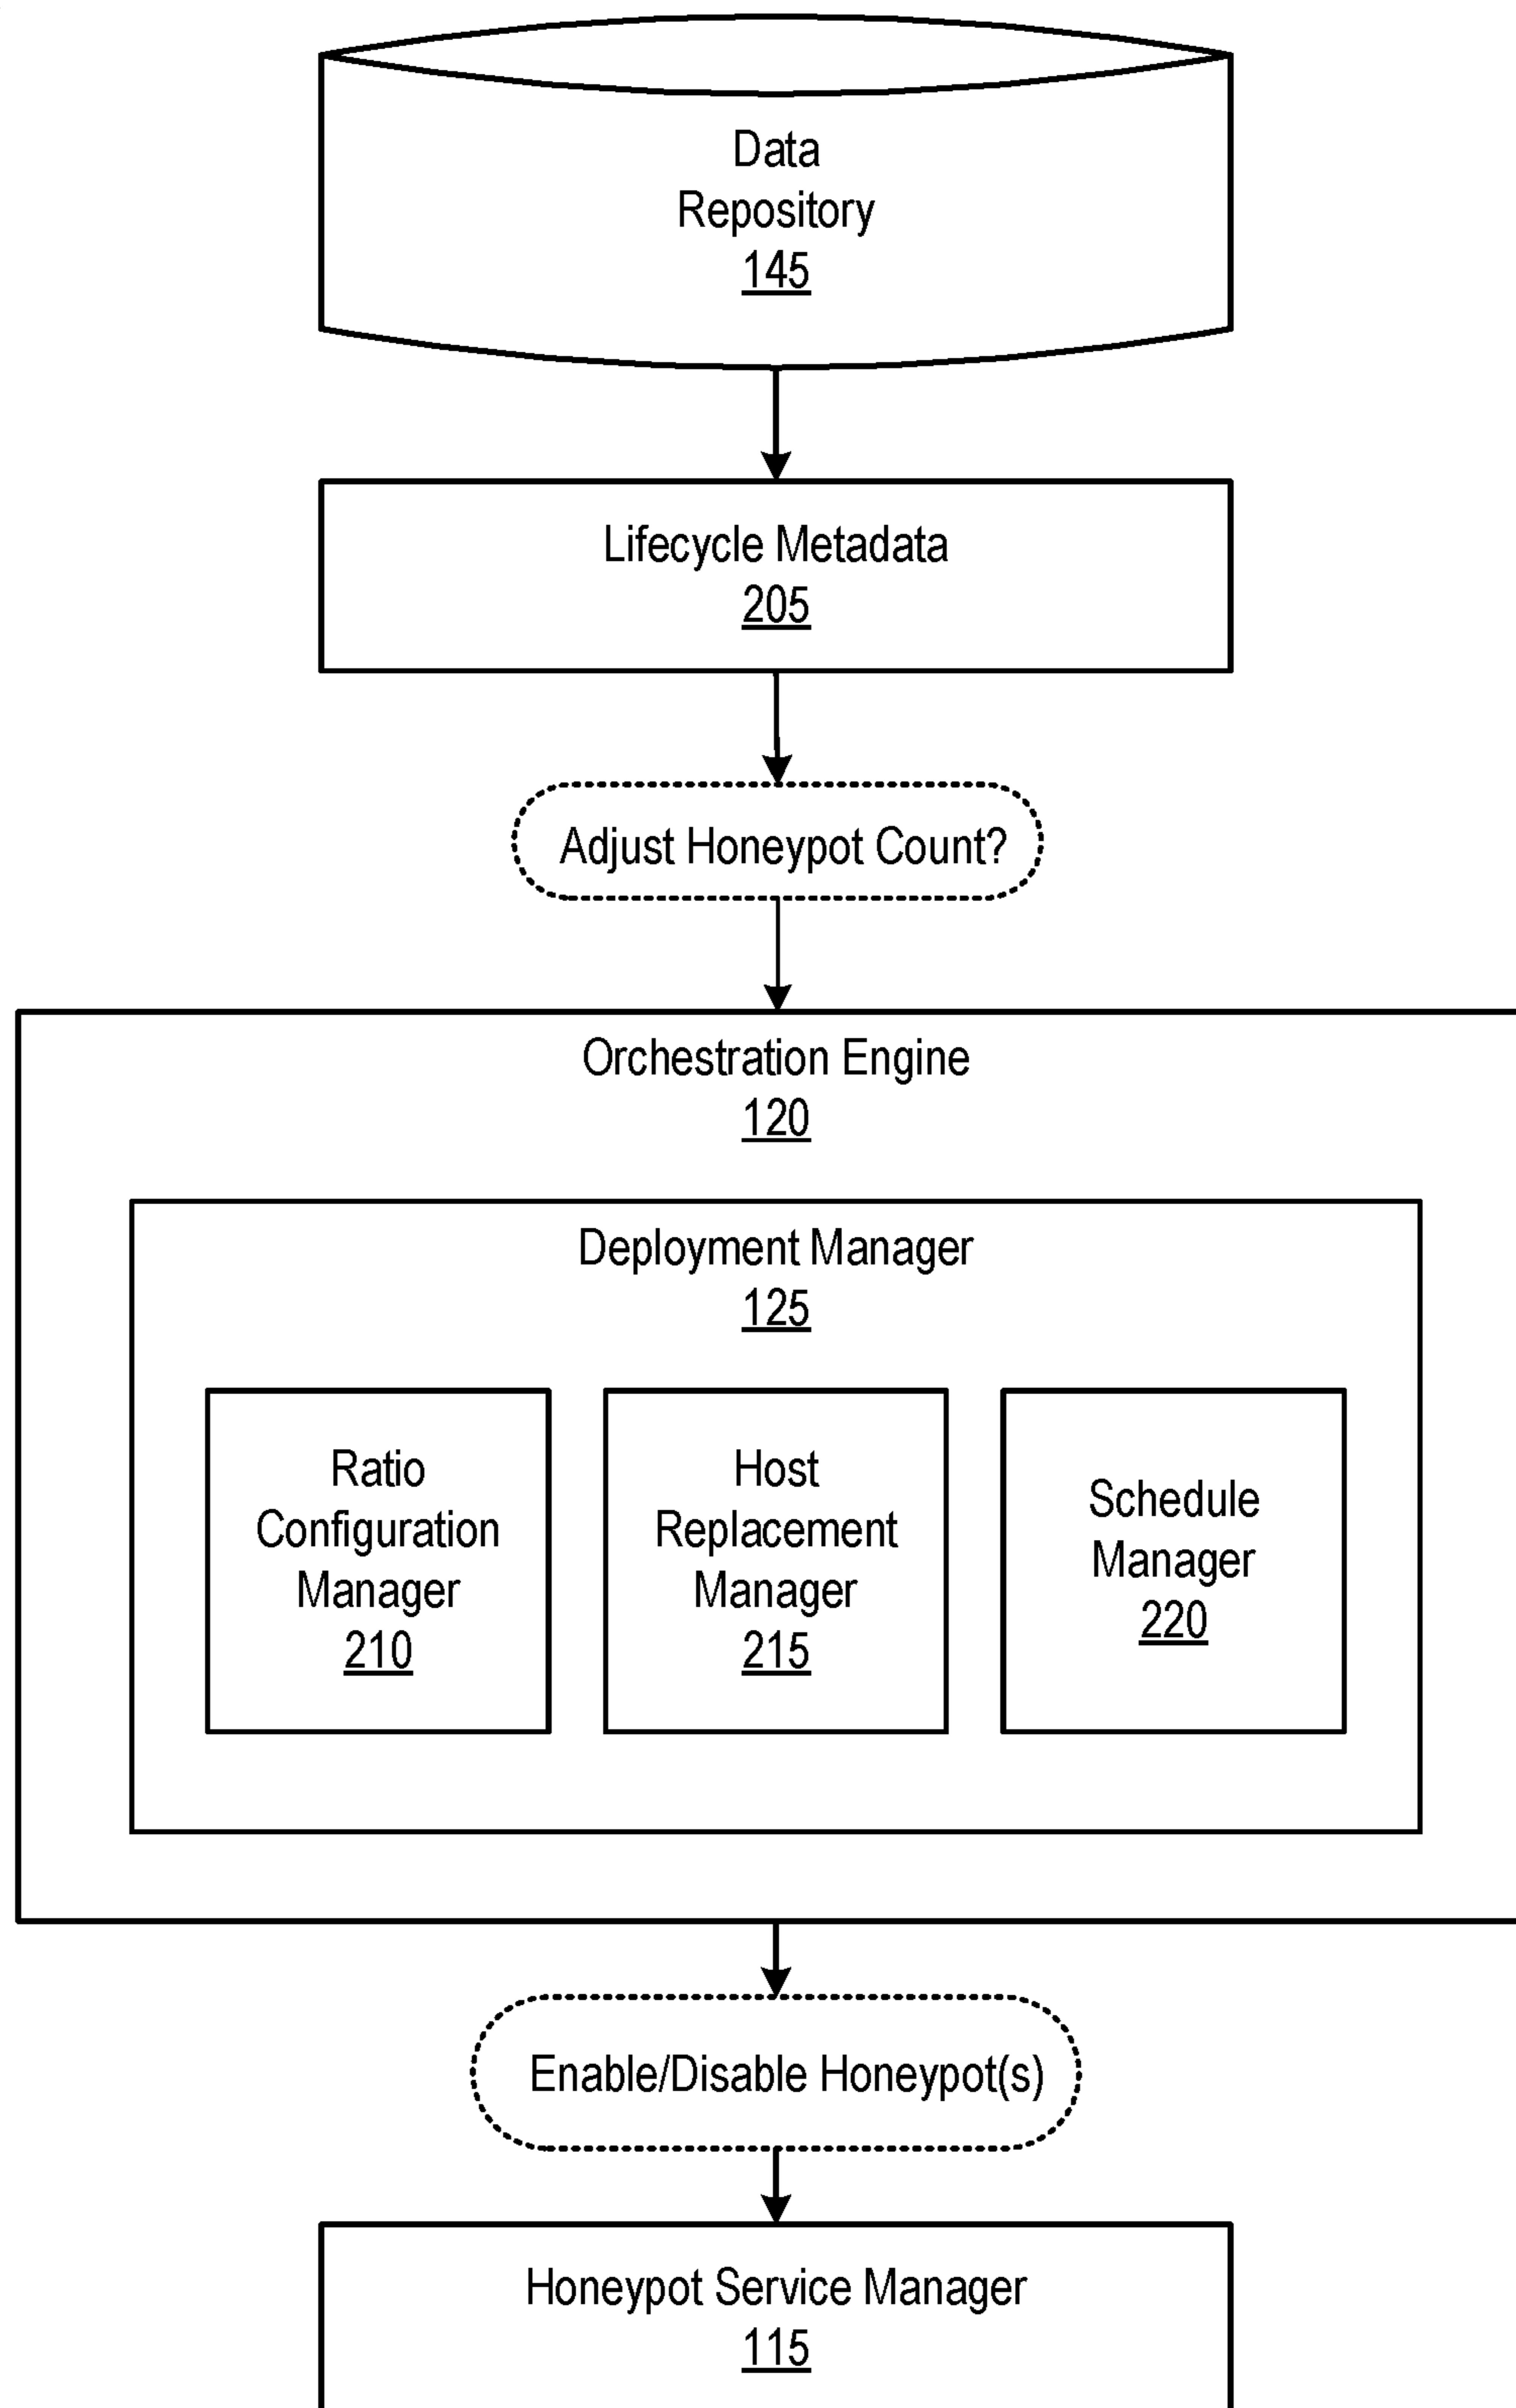 Data
Repository
145
Lifecycle Metadata
205
Adjust Honeypot Count?
Orchestration Engine
120
Deployment Manager
125
Ratio
Configuration
Manager
210
Host
Replacement
Manager
215
Schedule
Manager
220
Enable/Disable Honeypot(s)
Honeypot Service Manager
115